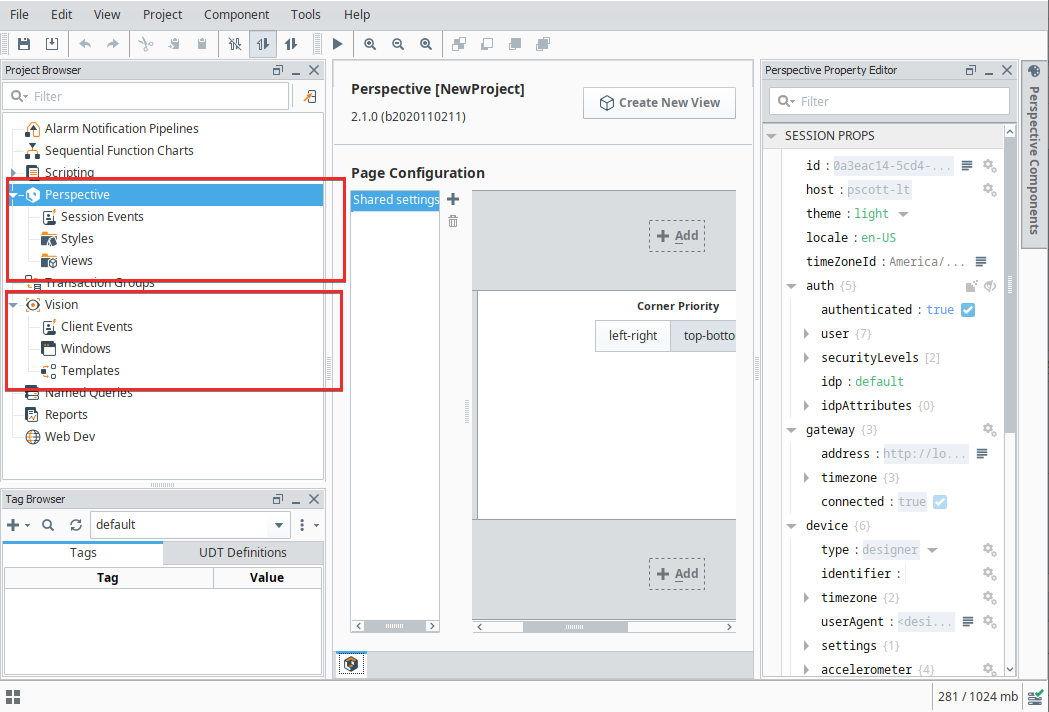 File Edit View Project Component Tools Help
Project Browser
Filter
Alarm Notification Pipelines
Sequential Function Charts
Scripting
Perspective
Session Events
Styles
Views
Transaction Groups
Vision
Client Events
Windows
Templates
Named Queries
Reports
Web Dev
Tag Browser
default
Tags UDT Definitions
Tag Value
Perspective [NewProject]
2.1.0 (b2020110211)
Create New View
Page Configuration
Shared settings
Add
Corner Priority
left-right top-botto
Add
Perspective Property Editor
Filter
SESSION PROPS
id : 0a3eac14-5cd4-...
host : pscott-lt
theme : light
locale : en-US
timeZoneId : America/...
auth {5}
authenticated : true
user {7}
securityLevels [2]
idp : default
idpAttributes {0}
gateway {3}
address : http://lo...
timezone {3}
connected : true
device {6}
type : designer
identifier :
timezone {2}
userAgent : <desi...
settings {1}
accelerometer {4}
Perspective Components
281 / 1024 mb